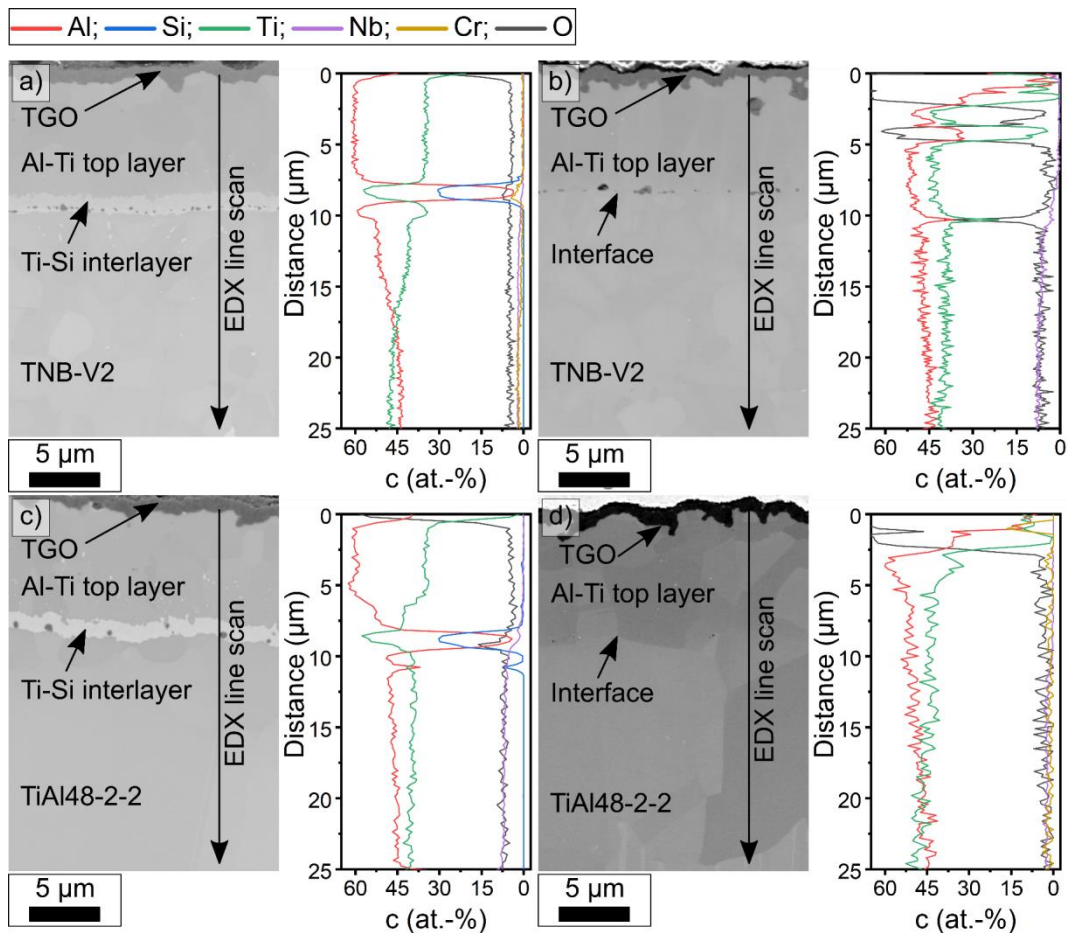 Al; Si; Ti; Nb; Cr; O
a)
TGO
Al-Ti top layer
Ti-Si interlayer
TNB-V2
EDX line scan
5 µm
Distance (µm)
0
5
10
15
20
25
60 45 30 15 0
c (at.-%)
b)
TGO
Al-Ti top layer
Interface
TNB-V2
EDX line scan
5 µm
Distance (µm)
0
5
10
15
20
25
60 45 30 15 0
c (at.-%)
c)
TGO
Al-Ti top layer
Ti-Si interlayer
TiAl48-2-2
EDX line scan
5 µm
Distance (µm)
0
5
10
15
20
25
60 45 30 15 0
c (at.-%)
d)
TGO
Al-Ti top layer
Interface
TiAl48-2-2
EDX line scan
5 µm
Distance (µm)
0
5
10
15
20
25
60 45 30 15 0
c (at.-%)